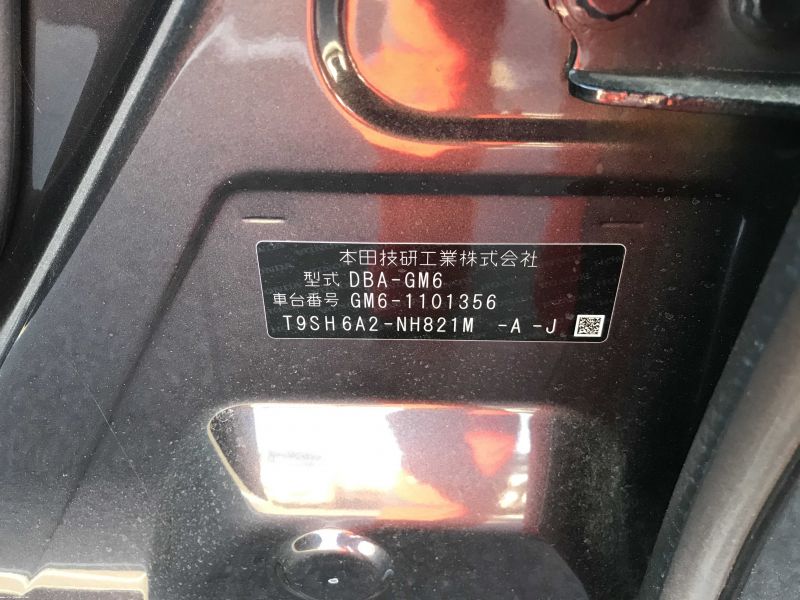 本田技研工業株式会社
型式 DBA-GM6
車台番号 GM6-1101356
T9SH6A2-NH821M -A-J